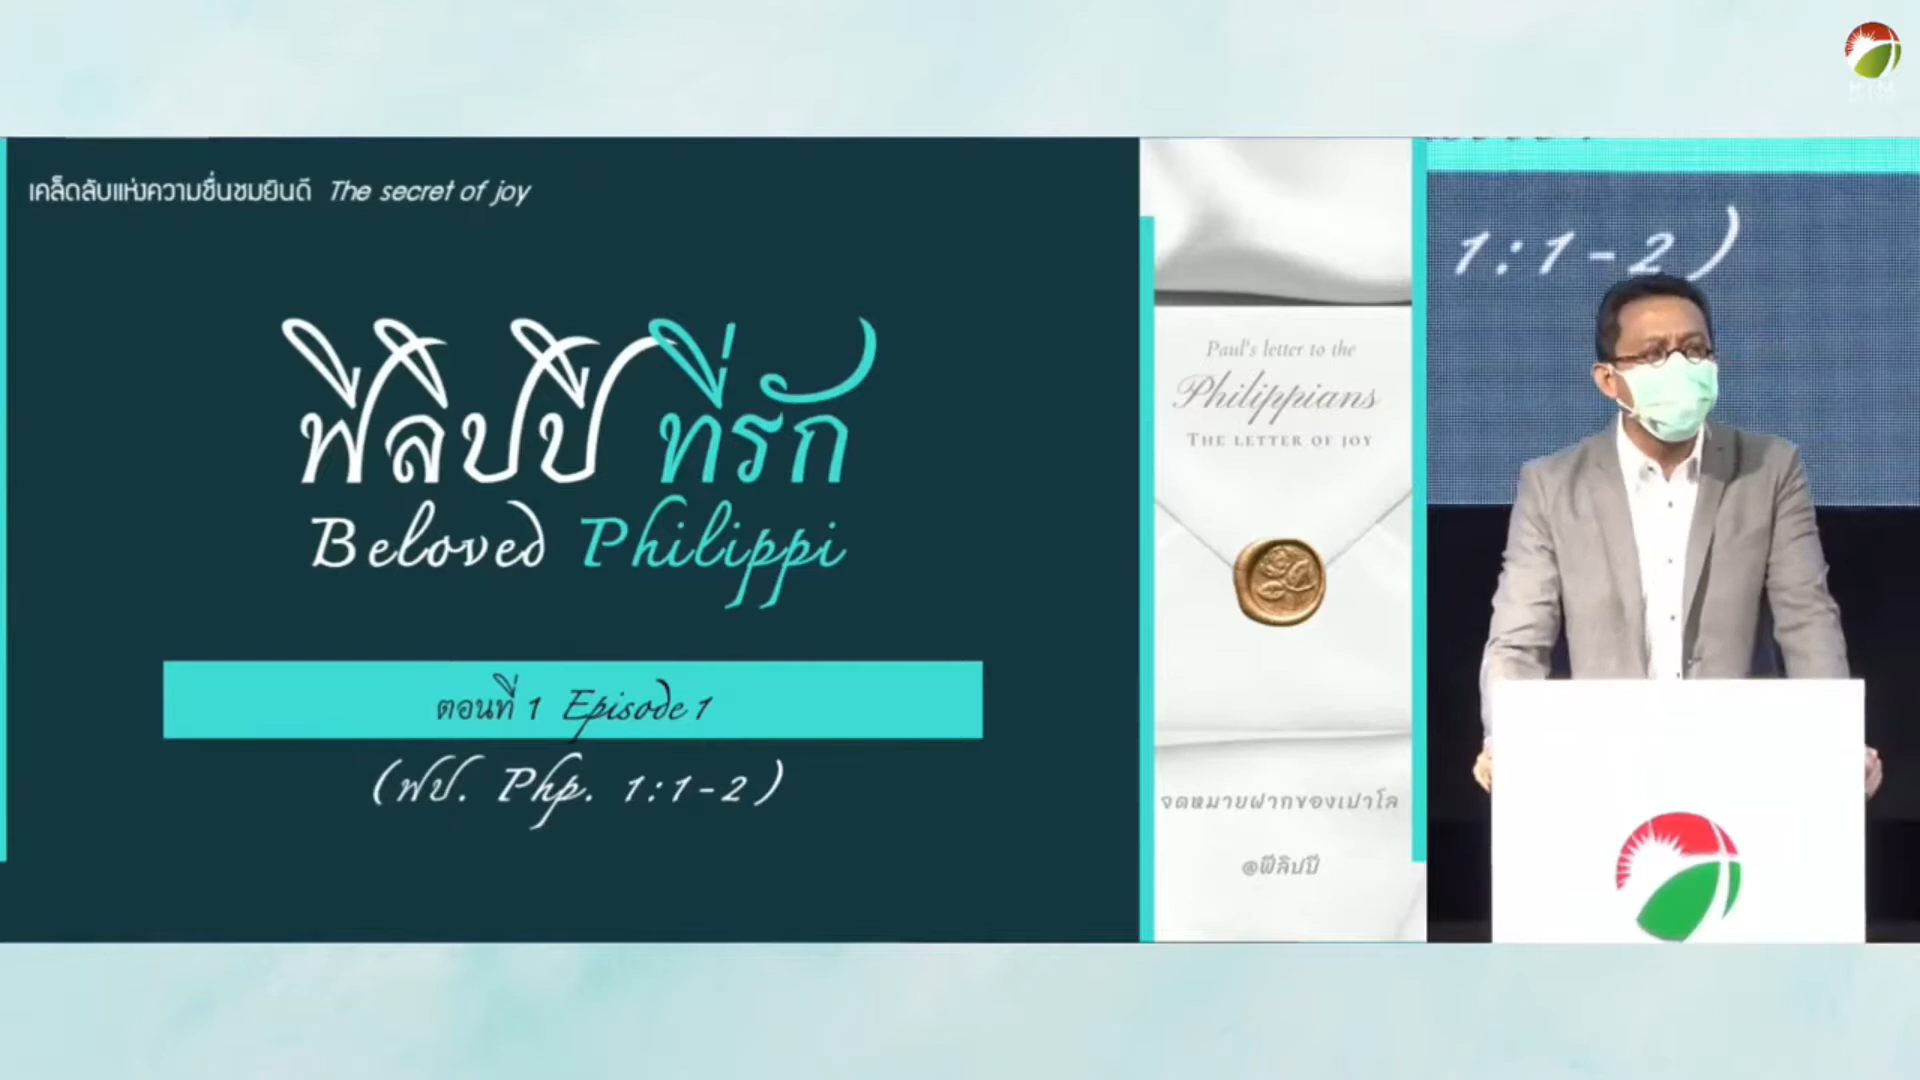 เคล็ดลับแห่งความชื่นชมยินดี The secret of joy
ฟีลิปปี ที่รัก
Beloved Philippi
ตอนที่ 1 Episode 1
(ฟป. Php. 1:1-2)
Paul's letter to the
Philippians
THE LETTER OF JOY
จดหมายฝากของเปาโล
@ฟีลิปปี
1:1-2)